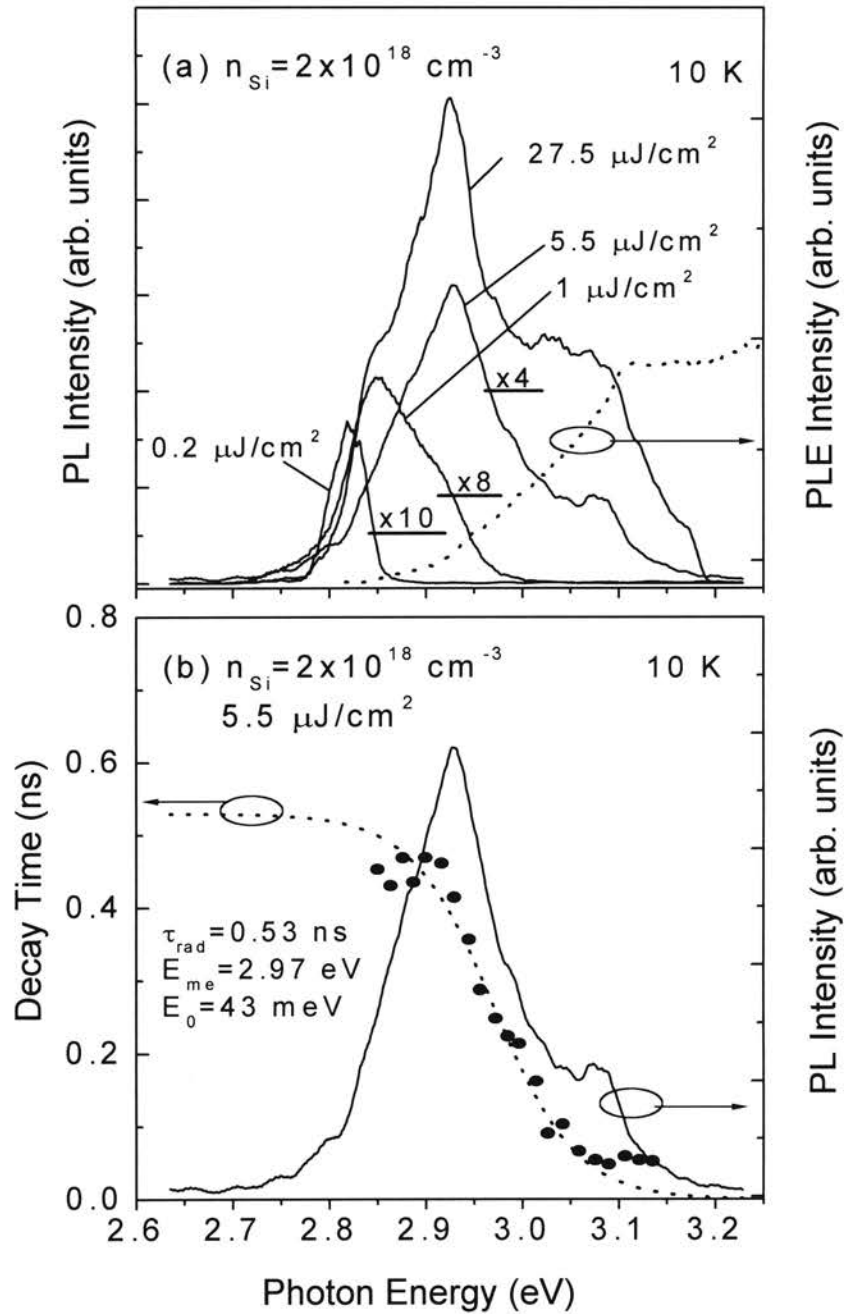 (a) n_Si=2x10^18 cm^-3 10 K
27.5 μJ/cm^2
5.5 μJ/cm^2
1 μJ/cm^2
x4
0.2 μJ/cm^2
x8
x10
PL Intensity (arb. units)
PLE Intensity (arb. units)
0.8
(b) n_Si=2x10^18 cm^-3 10 K
5.5 μJ/cm^2
0.6
0.4
τ_rad=0.53 ns
E_me=2.97 eV
E_0=43 meV
0.2
0.0
Decay Time (ns)
PL Intensity (arb. units)
2.6 2.7 2.8 2.9 3.0 3.1 3.2
Photon Energy (eV)